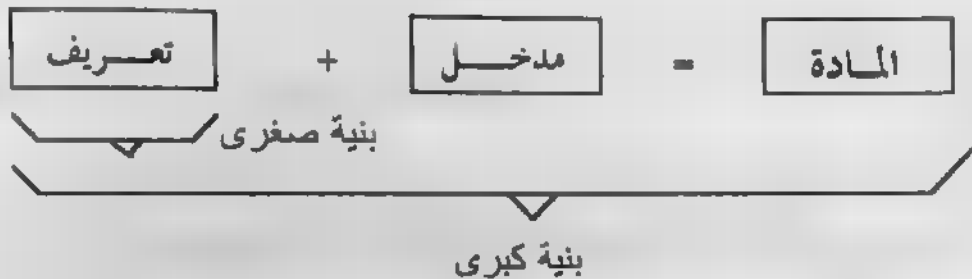 المادة = مدخل + تعريف
بنية صغرى
بنية كبرى